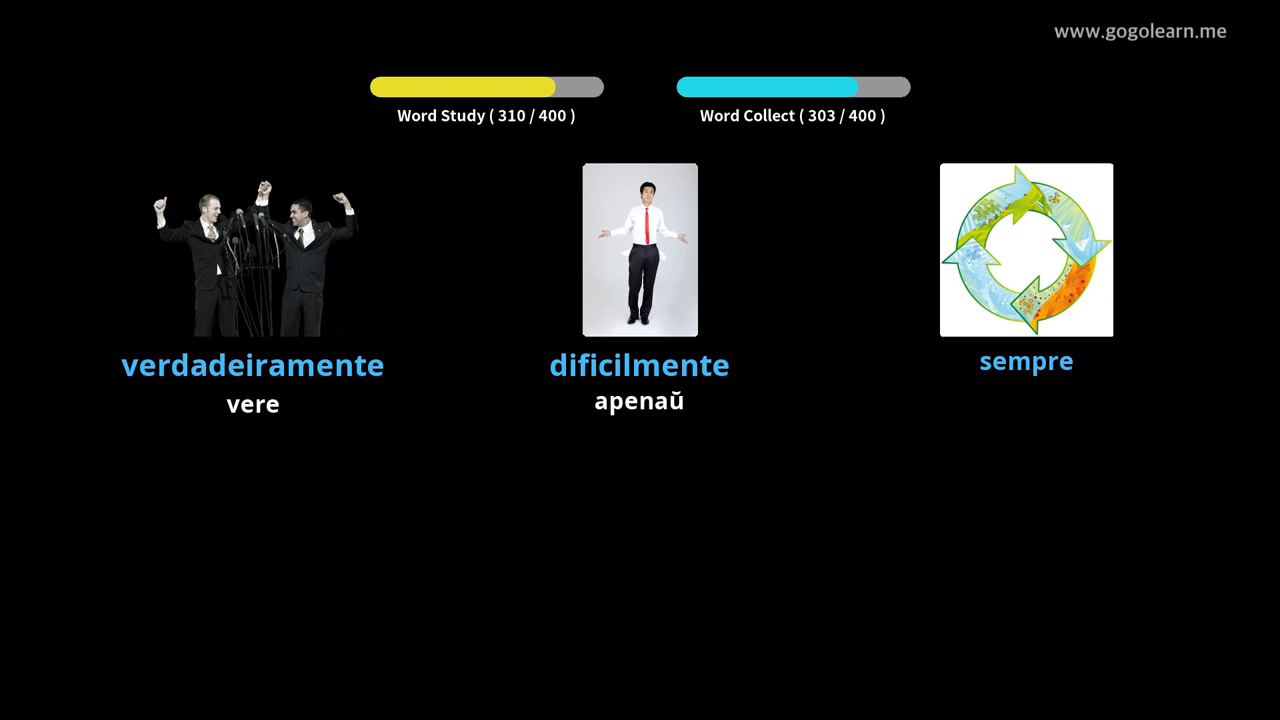 www.gogolearn.me
Word Study ( 310 / 400 )
Word Collect ( 303 / 400 )
verdadeiramente
vere
dificilmente
apenaŭ
sempre